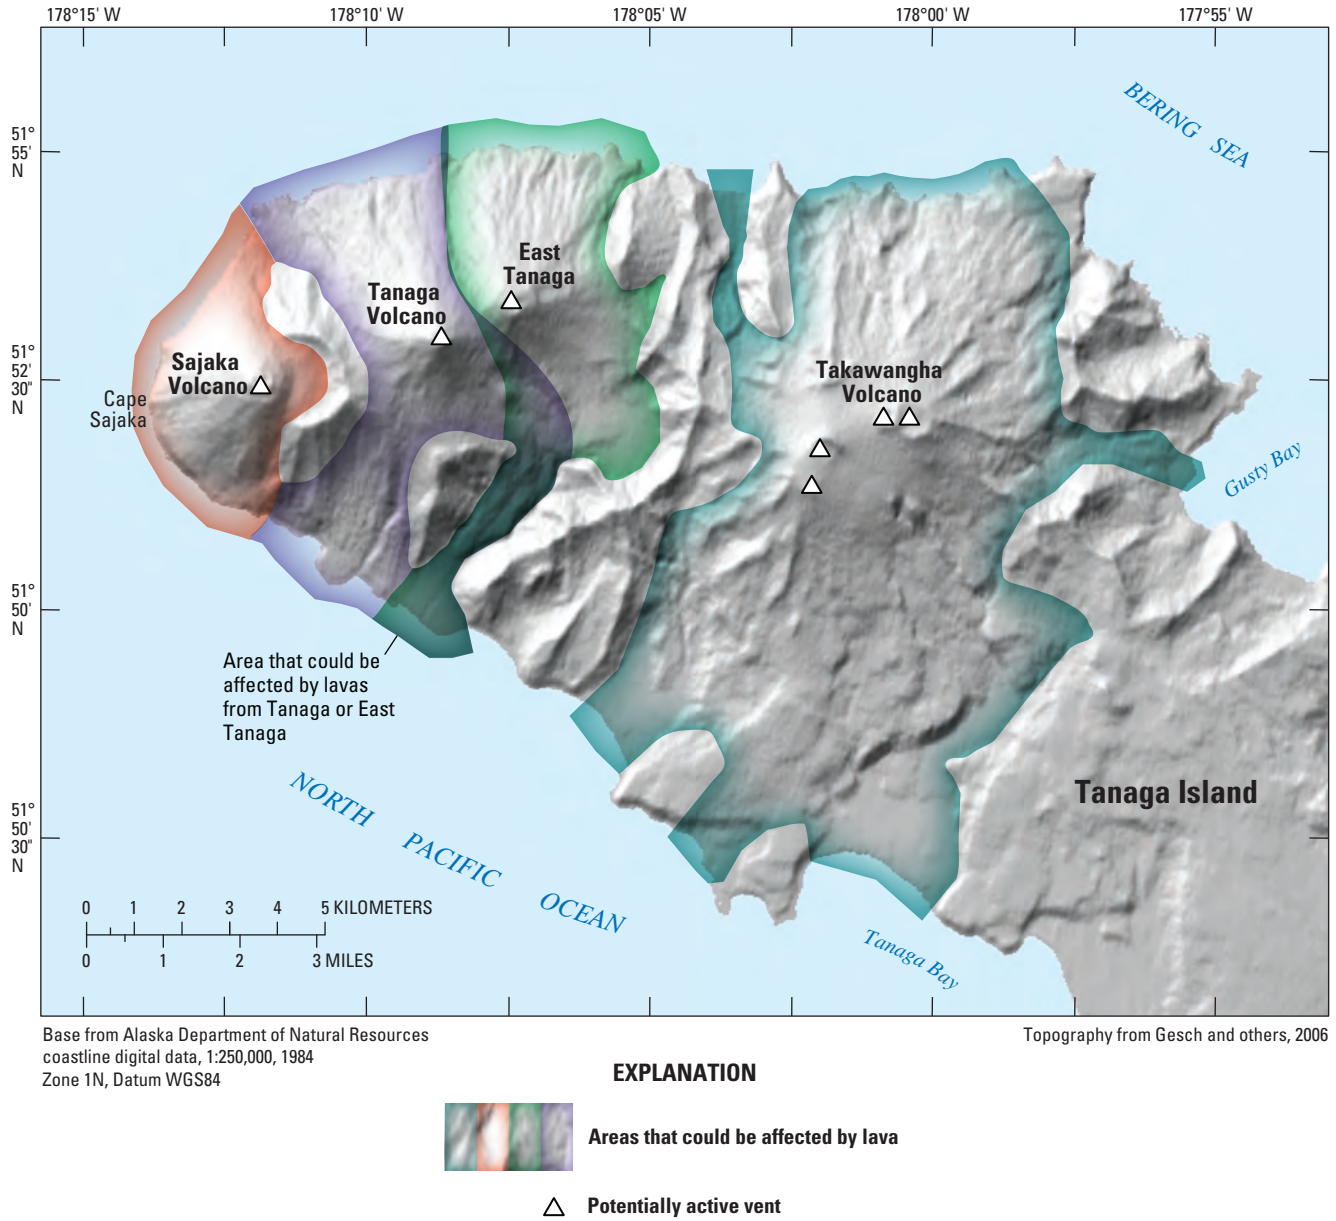 178°15' W
178°10' W
178°05' W
178°00' W
177°55' W
BERING SEA
51°
55'
N
East
Tanaga
Tanaga
Volcano
51°
52'
30"
N
Sajaka
Volcano
Cape
Sajaka
Takawangha
Volcano
Gusty Bay
51°
50'
N
Area that could be
affected by lavas
from Tanaga or East
Tanaga
NORTH PACIFIC OCEAN
Tanaga Island
51°
50'
30"
N
0 1 2 3 4 5 KILOMETERS
0 1 2 3 MILES
Tanaga Bay
Base from Alaska Department of Natural Resources
coastline digital data, 1:250,000, 1984
Zone 1N, Datum WGS84
Topography from Gesch and others, 2006
EXPLANATION
Areas that could be affected by lava
Potentially active vent